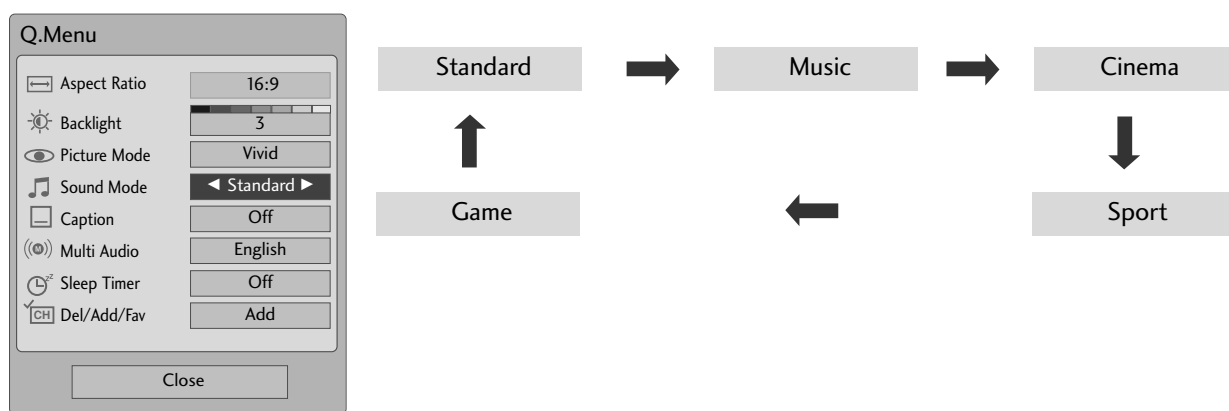 Q.Menu
Aspect Ratio 16:9
Backlight 3
Picture Mode Vivid
Sound Mode ◄ Standard ►
Caption Off
Multi Audio English
Sleep Timer Off
Del/Add/Fav Add
Close
Standard Music Cinema
Game Sport